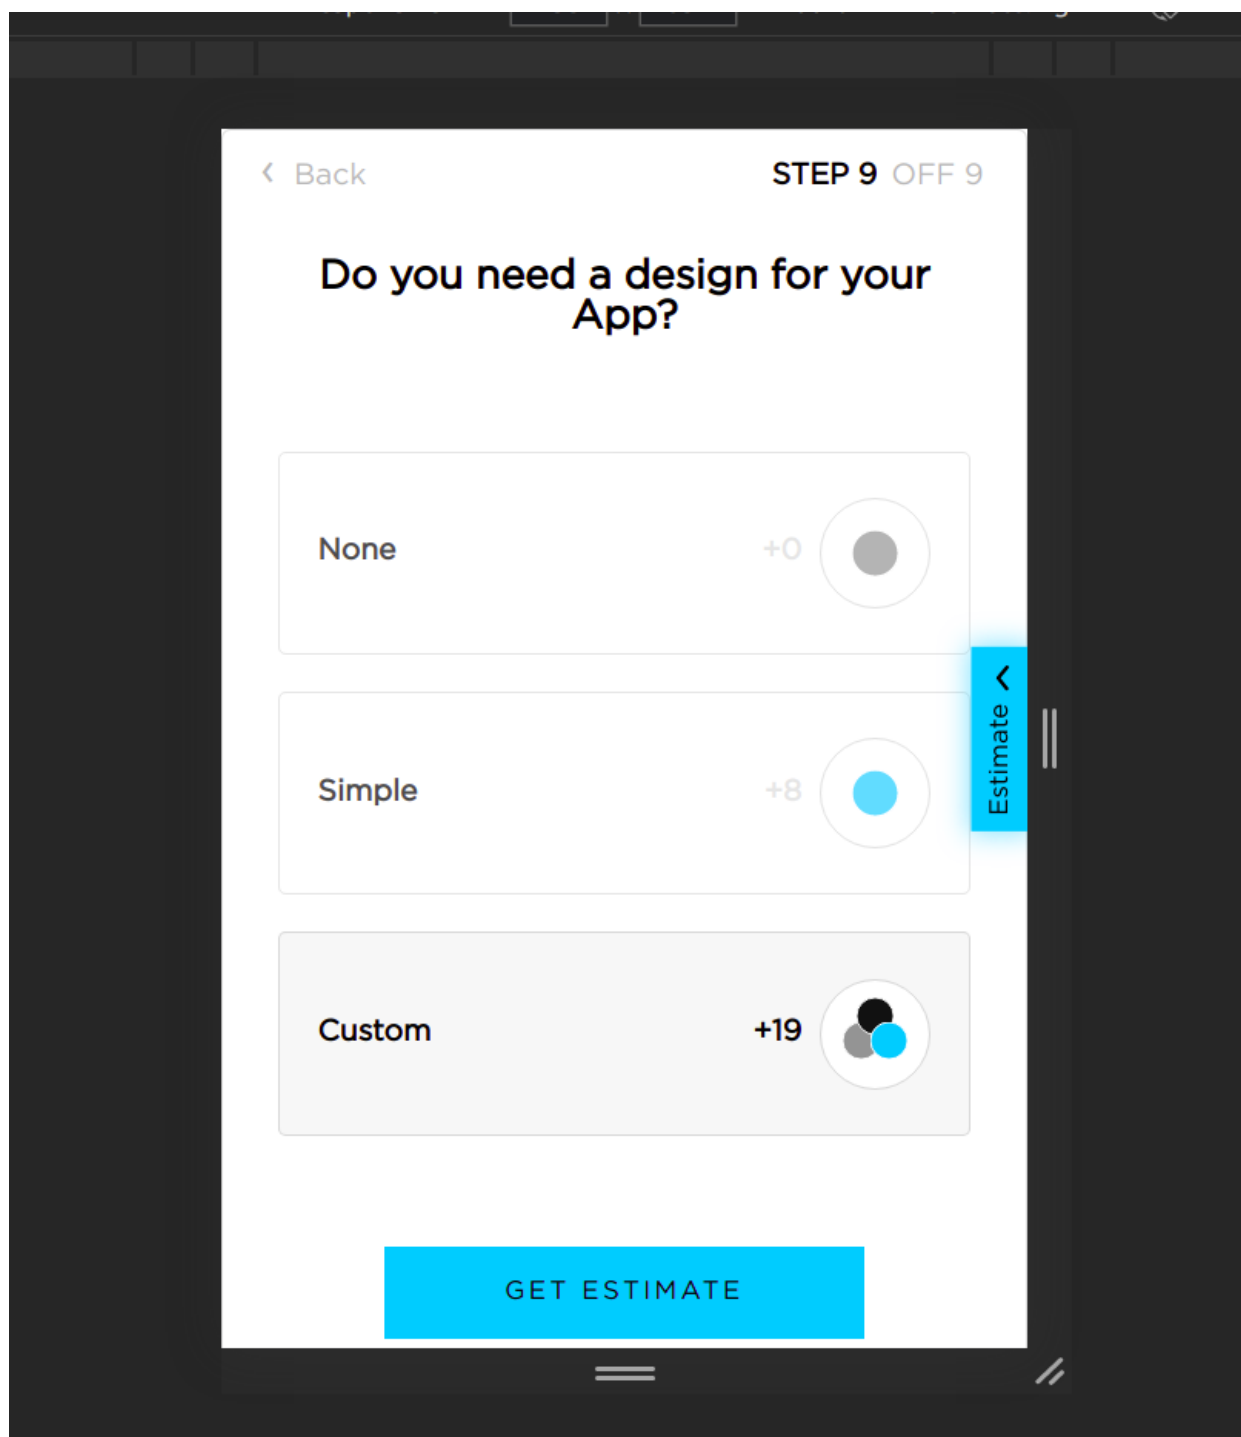 Back
STEP 9 OFF 9
Do you need a design for your
App?
None +0
Simple +8
Estimate
Custom +19
GET ESTIMATE